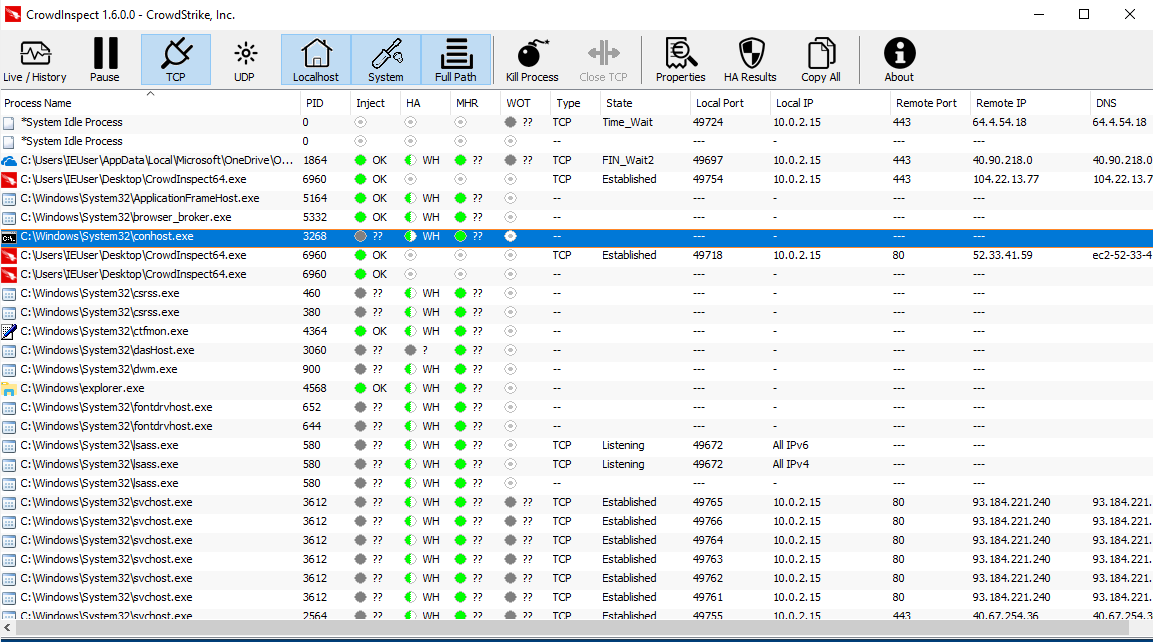 CrowdInspect 1.6.0.0 - CrowdStrike, Inc.
Live / History Pause TCP UDP Localhost System Full Path Kill Process Close TCP Properties HA Results Copy All About
Process Name PID Inject HA MHR WOT Type State Local Port Local IP Remote Port Remote IP DNS
*System Idle Process 0 ?? TCP Time_Wait 49724 10.0.2.15 443 64.4.54.18 64.4.54.18
*System Idle Process 0 -- --- - --- ---
C:\Users\IEUser\AppData\Local\Microsoft\OneDrive\O... 1864 OK WH ?? ?? TCP FIN_Wait2 49697 10.0.2.15 443 40.90.218.0 40.90.218.0
C:\Users\IEUser\Desktop\CrowdInspect64.exe 6960 OK TCP Established 49754 10.0.2.15 443 104.22.13.77 104.22.13.7
C:\Windows\System32\ApplicationFrameHost.exe 5164 OK WH ?? -- --- - --- ---
C:\Windows\System32\browser_broker.exe 5332 OK WH ?? -- --- - --- ---
C:\Windows\System32\conhost.exe 3268 ?? WH ?? -- --- - --- ---
C:\Users\IEUser\Desktop\CrowdInspect64.exe 6960 OK TCP Established 49718 10.0.2.15 80 52.33.41.59 ec2-52-33-4
C:\Users\IEUser\Desktop\CrowdInspect64.exe 6960 OK -- --- - --- ---
C:\Windows\System32\csrss.exe 460 ?? WH ?? -- --- - --- ---
C:\Windows\System32\csrss.exe 380 ?? WH ?? -- --- - --- ---
C:\Windows\System32\ctfmon.exe 4364 OK WH ?? -- --- - --- ---
C:\Windows\System32\dasHost.exe 3060 ?? ? ?? -- --- - --- ---
C:\Windows\System32\dwm.exe 900 ?? WH ?? -- --- - --- ---
C:\Windows\explorer.exe 4568 OK WH ?? -- --- - --- ---
C:\Windows\System32\fontdrvhost.exe 652 ?? WH ?? -- --- - --- ---
C:\Windows\System32\fontdrvhost.exe 644 ?? WH ?? -- --- - --- ---
C:\Windows\System32\lsass.exe 580 ?? WH ?? TCP Listening 49672 All IPv6 --- ---
C:\Windows\System32\lsass.exe 580 ?? WH ?? TCP Listening 49672 All IPv4 --- ---
C:\Windows\System32\lsass.exe 580 ?? WH ?? -- --- - --- ---
C:\Windows\System32\svchost.exe 3612 ?? WH ?? ?? TCP Established 49765 10.0.2.15 80 93.184.221.240 93.184.221.
C:\Windows\System32\svchost.exe 3612 ?? WH ?? ?? TCP Established 49766 10.0.2.15 80 93.184.221.240 93.184.221.
C:\Windows\System32\svchost.exe 3612 ?? WH ?? ?? TCP Established 49764 10.0.2.15 80 93.184.221.240 93.184.221.
C:\Windows\System32\svchost.exe 3612 ?? WH ?? ?? TCP Established 49763 10.0.2.15 80 93.184.221.240 93.184.221.
C:\Windows\System32\svchost.exe 3612 ?? WH ?? ?? TCP Established 49762 10.0.2.15 80 93.184.221.240 93.184.221.
C:\Windows\System32\svchost.exe 3612 ?? WH ?? ?? TCP Established 49761 10.0.2.15 80 93.184.221.240 93.184.221.
C:\Windows\System32\svchost.exe 2564 ?? WH ?? ?? TCP Established 49755 10.0.2.15 443 40.67.254.36 40.67.254.36